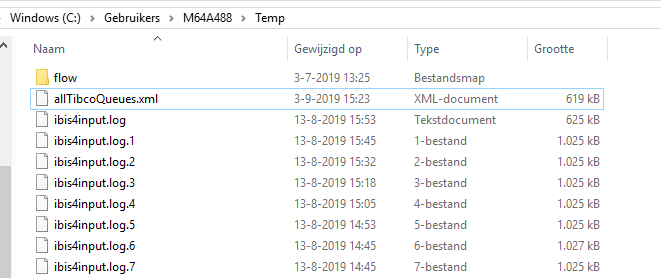 Windows (C:) > Gebruikers > M64A488 > Temp
Naam Gewijzigd op Type Grootte
flow 3-7-2019 13:25 Bestandsmap
allTibcoQueues.xml 3-9-2019 15:23 XML-document 619 kB
ibis4input.log 13-8-2019 15:53 Tekstdocument 625 kB
ibis4input.log.1 13-8-2019 15:45 1-bestand 1.025 kB
ibis4input.log.2 13-8-2019 15:32 2-bestand 1.025 kB
ibis4input.log.3 13-8-2019 15:18 3-bestand 1.025 kB
ibis4input.log.4 13-8-2019 15:05 4-bestand 1.025 kB
ibis4input.log.5 13-8-2019 14:53 5-bestand 1.025 kB
ibis4input.log.6 13-8-2019 14:45 6-bestand 1.027 kB
ibis4input.log.7 13-8-2019 14:45 7-bestand 1.025 kB